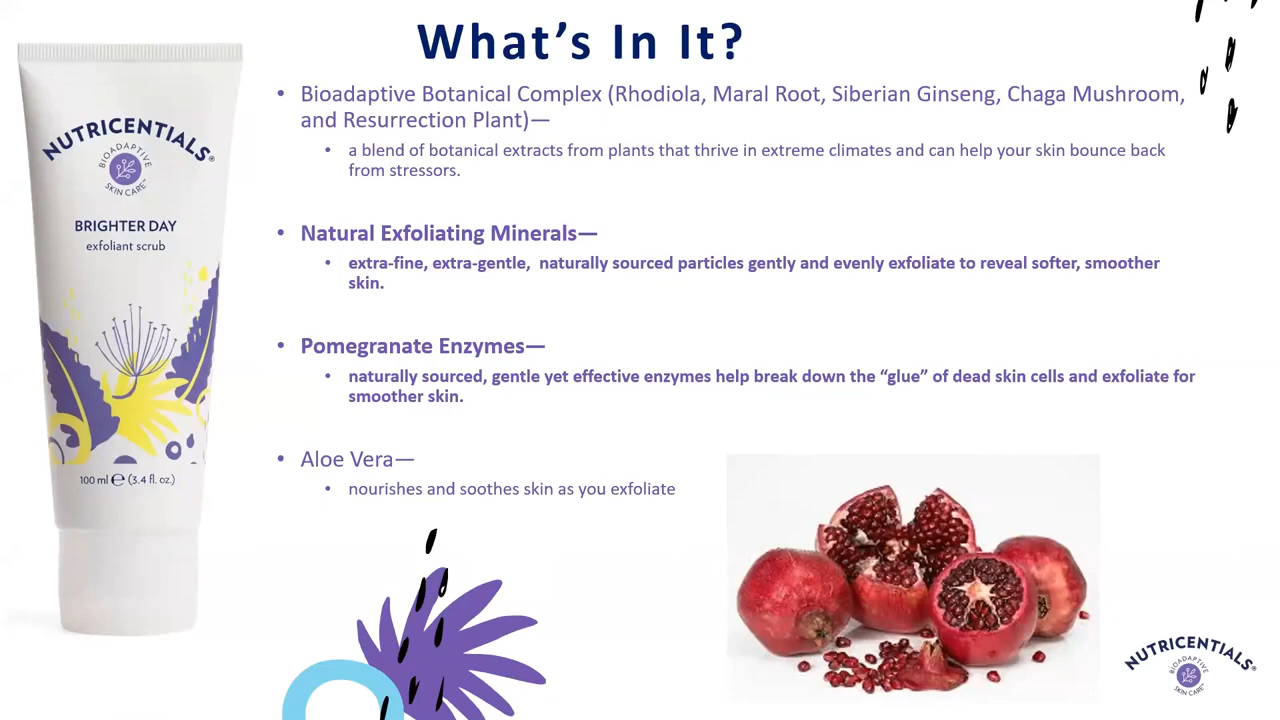 What's In It?
• Bioadaptive Botanical Complex (Rhodiola, Maral Root, Siberian Ginseng, Chaga Mushroom,
and Resurrection Plant)—
• a blend of botanical extracts from plants that thrive in extreme climates and can help your skin bounce back
from stressors.
• Natural Exfoliating Minerals—
• extra-fine, extra-gentle,  naturally sourced particles gently and evenly exfoliate to reveal softer, smoother
skin.
• Pomegranate Enzymes—
• naturally sourced, gentle yet effective enzymes help break down the “glue” of dead skin cells and exfoliate for
smoother skin.
• Aloe Vera—
• nourishes and soothes skin as you exfoliate
NUTRICENTIALS®
BIOADAPTIVE
SKIN CARE™
BRIGHTER DAY
exfoliant scrub
100 ml ℮ (3.4 fl. oz.)
NUTRICENTIALS®
BIOADAPTIVE
SKIN CARE™